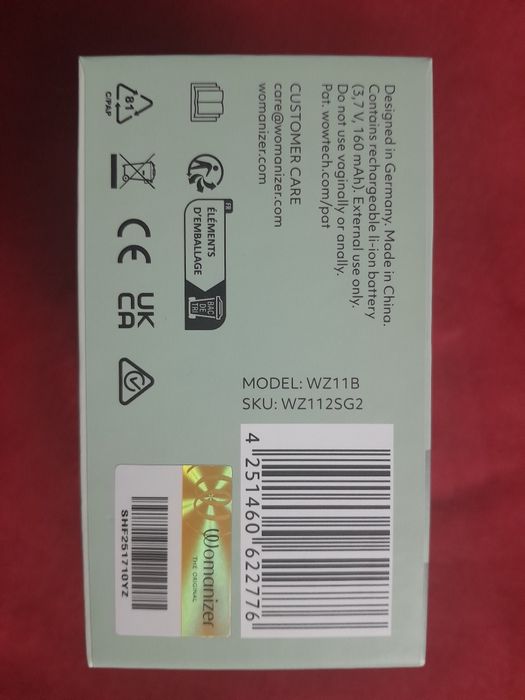 Designed in Germany. Made in China.
Contains rechargeable li-ion battery
(3,7 V, 160 mAh). External use only.
Do not use vaginally or anally.
Pat. wowtech.com/pat
CUSTOMER CARE
care@womanizer.com
womanizer.com
FR
ÉLÉMENTS
D'EMBALLAGE
BAC
DE
TRI
81
C/PAP
CE
UK
CA
MODEL: WZ11B
SKU: WZ112SG2
4 251460 622776
Womanizer
THE ORIGINAL
SHF251710YZ